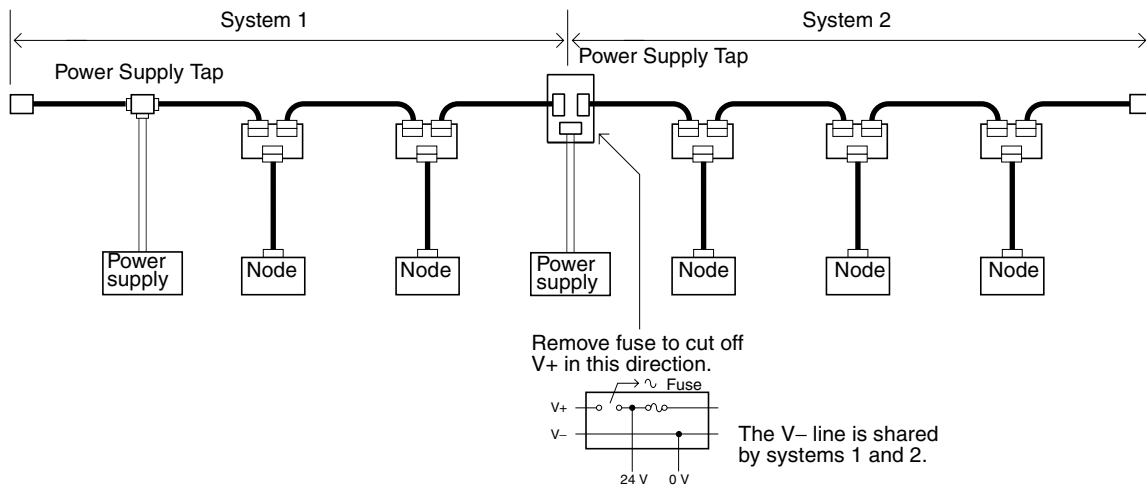 System 1
System 2
Power Supply Tap
Power Supply Tap
Power
supply
Node
Node
Power
supply
Node
Node
Node
Remove fuse to cut off
V+ in this direction.
Fuse
V+
V–
The V– line is shared
by systems 1 and 2.
24 V
0 V